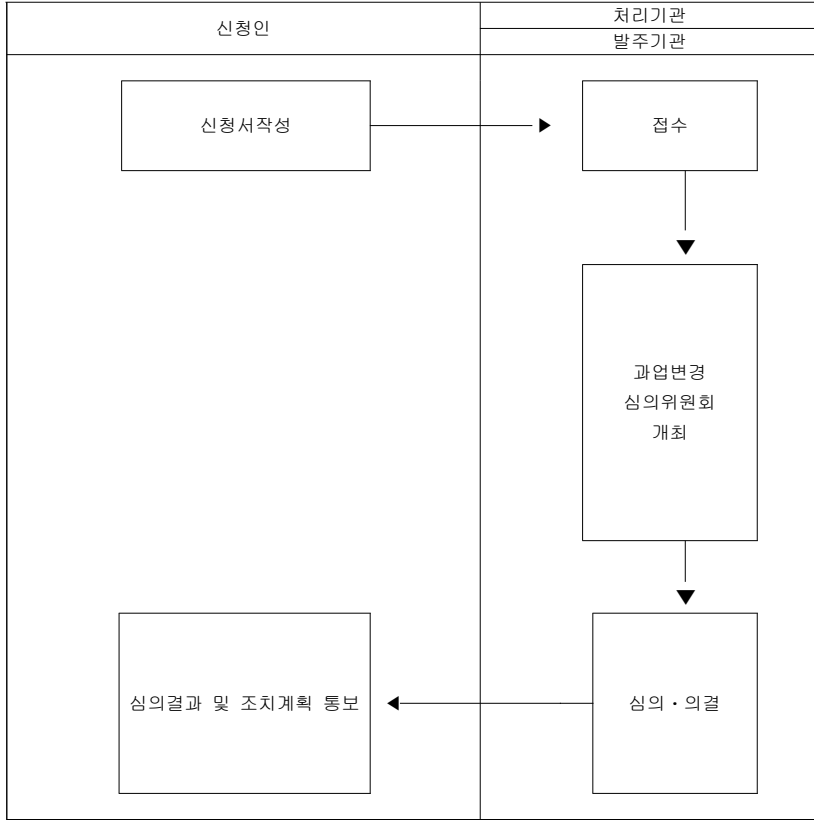 신청인
처리기관
발주기관
신청서작성
접수
과업변경
심의위원회
개최
심의결과 및 조치계획 통보
심의・의결